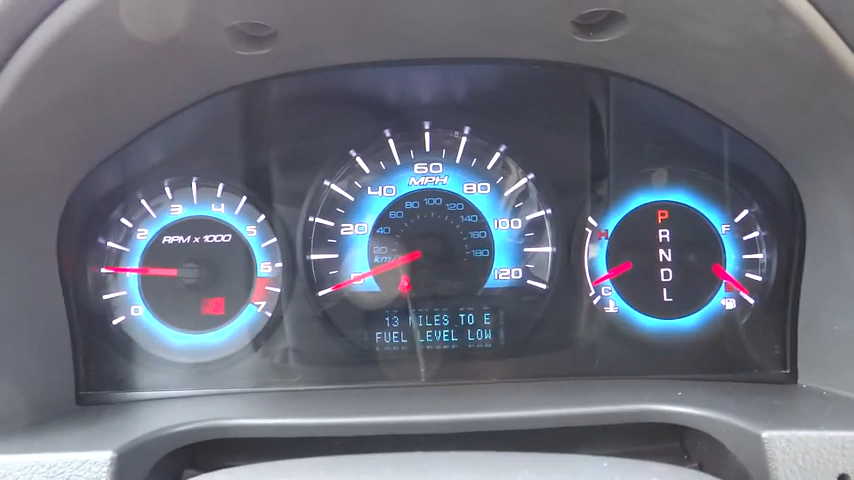 0 1 2 3 4 5 6 7
RPM x 1000
0 20 40 60 80 100 120
MPH
20 40 60 80 100 120 140 160 180
km/h
13 MILES TO E
FUEL LEVEL LOW
H
C
P
R
N
D
L
F
E